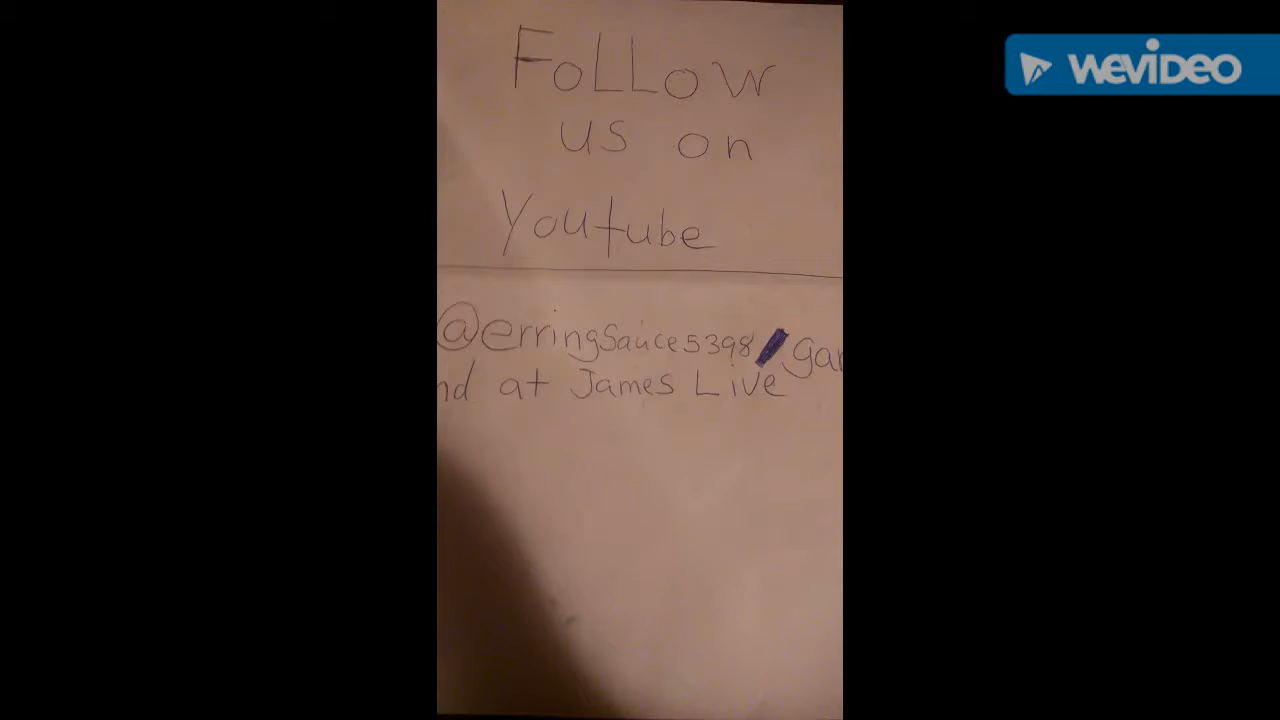 WEVIDEO
FoLLow
us on
Youtube
@erringSauce5398
at James Live